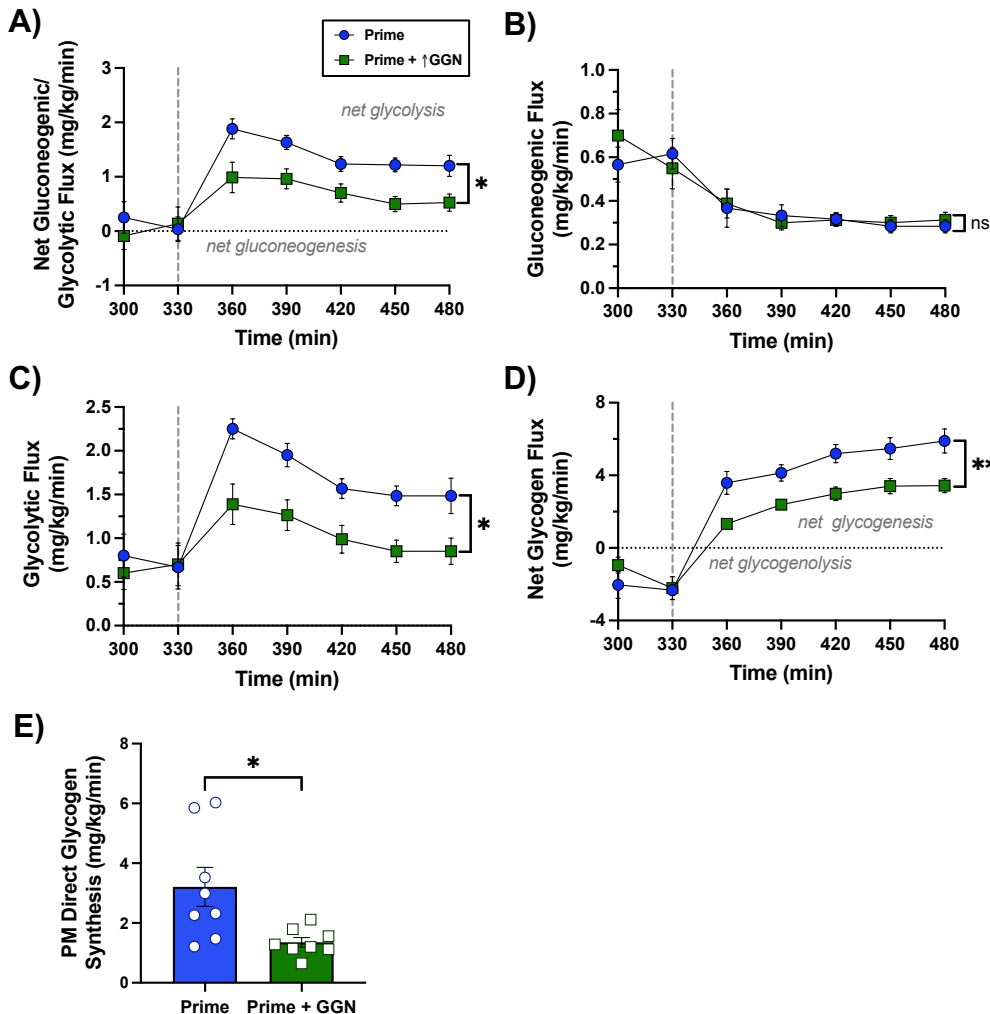 A)
Prime
Prime + ↑GGN
Net Gluconeogenic/
Glycolytic Flux (mg/kg/min)
3
2
1
0
-1
net glycolysis
net gluconeogenesis
*
300 330 360 390 420 450 480
Time (min)
B)
Gluconeogenic Flux
(mg/kg/min)
1.0
0.8
0.6
0.4
0.2
0.0
ns
300 330 360 390 420 450 480
Time (min)
C)
Glycolytic Flux
(mg/kg/min)
2.5
2.0
1.5
1.0
0.5
0.0
*
300 330 360 390 420 450 480
Time (min)
D)
Net Glycogen Flux
(mg/kg/min)
8
4
0
-4
net glycogenesis
net glycogenolysis
**
300 330 360 390 420 450 480
Time (min)
E)
PM Direct Glycogen
Synthesis (mg/kg/min)
8
6
4
2
0
*
Prime Prime + GGN